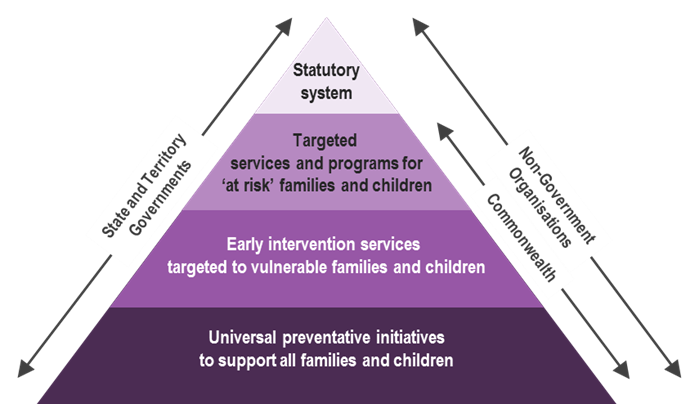 Statutory
system
Targeted
services and programs for
‘at risk’ families and children
Early intervention services
targeted to vulnerable families and children
Universal preventative initiatives
to support all families and children
State and Territory
Governments
Non-Government
Organisations
Commonwealth